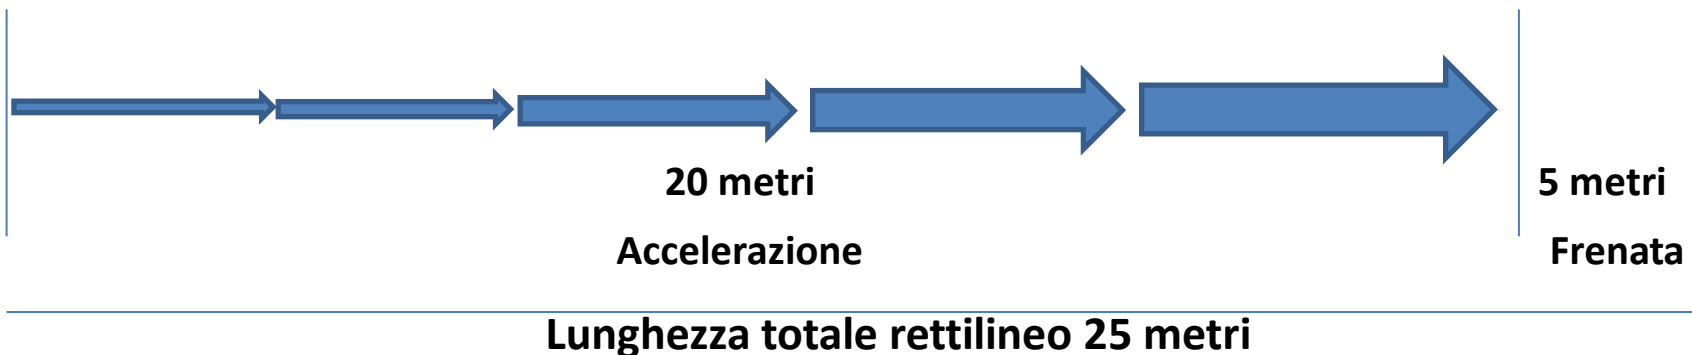 20 metri
5 metri
Accelerazione
Frenata
Lunghezza totale rettilineo 25 metri